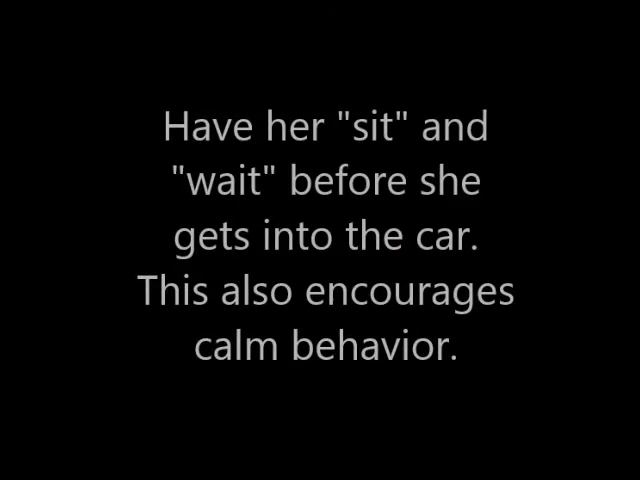 Have her "sit" and
"wait" before she
gets into the car.
This also encourages
calm behavior.